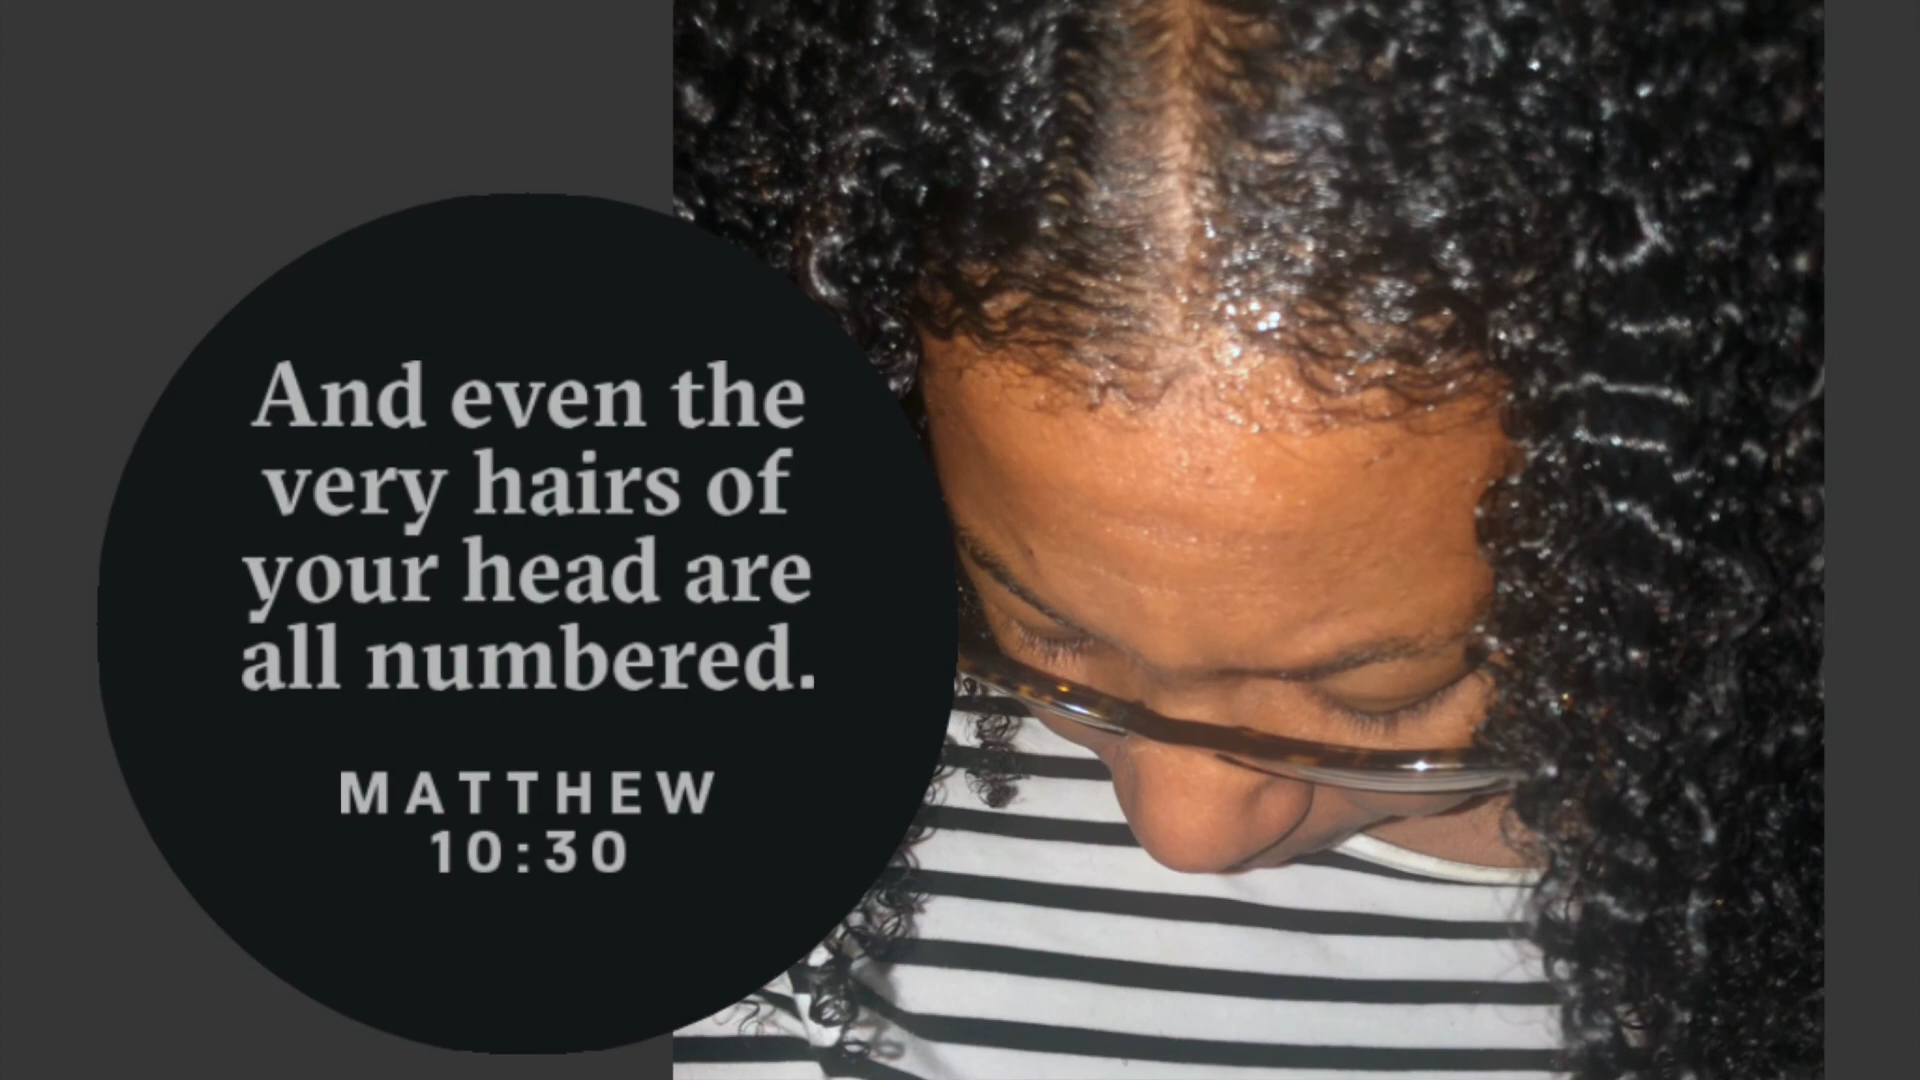 And even the
very hairs of
your head are
all numbered.
MATTHEW
10:30